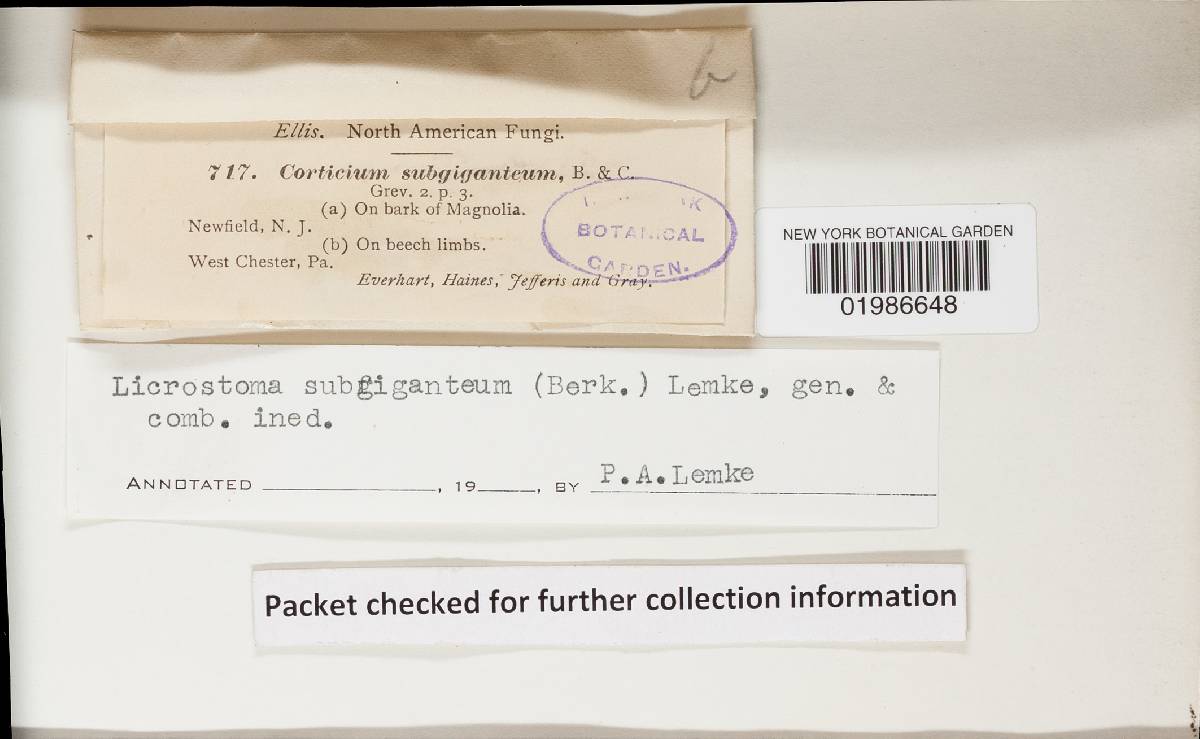 b
Ellis. North American Fungi.
717. Corticium subgiganteum, B. & C.
Grev. 2. p. 3.
(a) On bark of Magnolia.
Newfield, N. J.
(b) On beech limbs.
West Chester, Pa.
Everhart, Haines, Jefferis and Gray.
BOTANICAL
GARDEN.
NEW YORK BOTANICAL GARDEN
01986648
Licrostoma subgiganteum (Berk.) Lemke, gen. &
comb. ined.
ANNOTATED ____, 19____, BY P.A.Lemke
Packet checked for further collection information